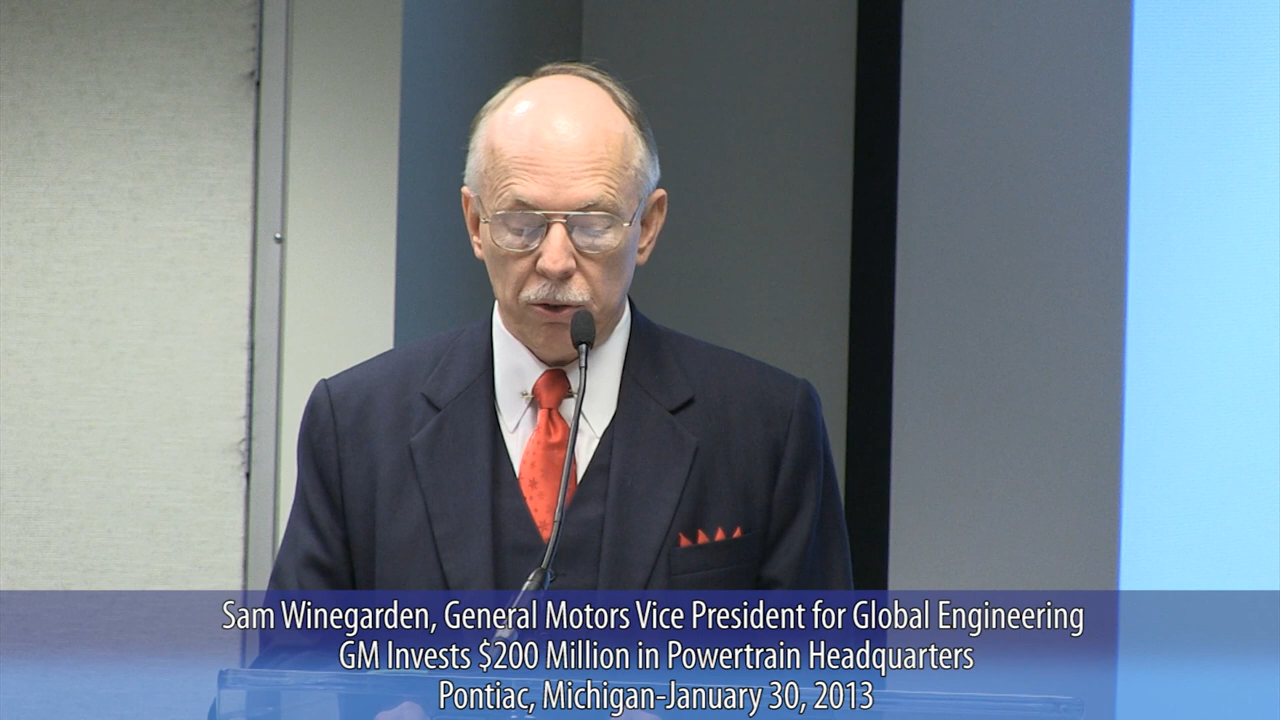 Sam Winegarden, General Motors Vice President for Global Engineering
GM Invests $200 Million in Powertrain Headquarters
Pontiac, Michigan-January 30, 2013